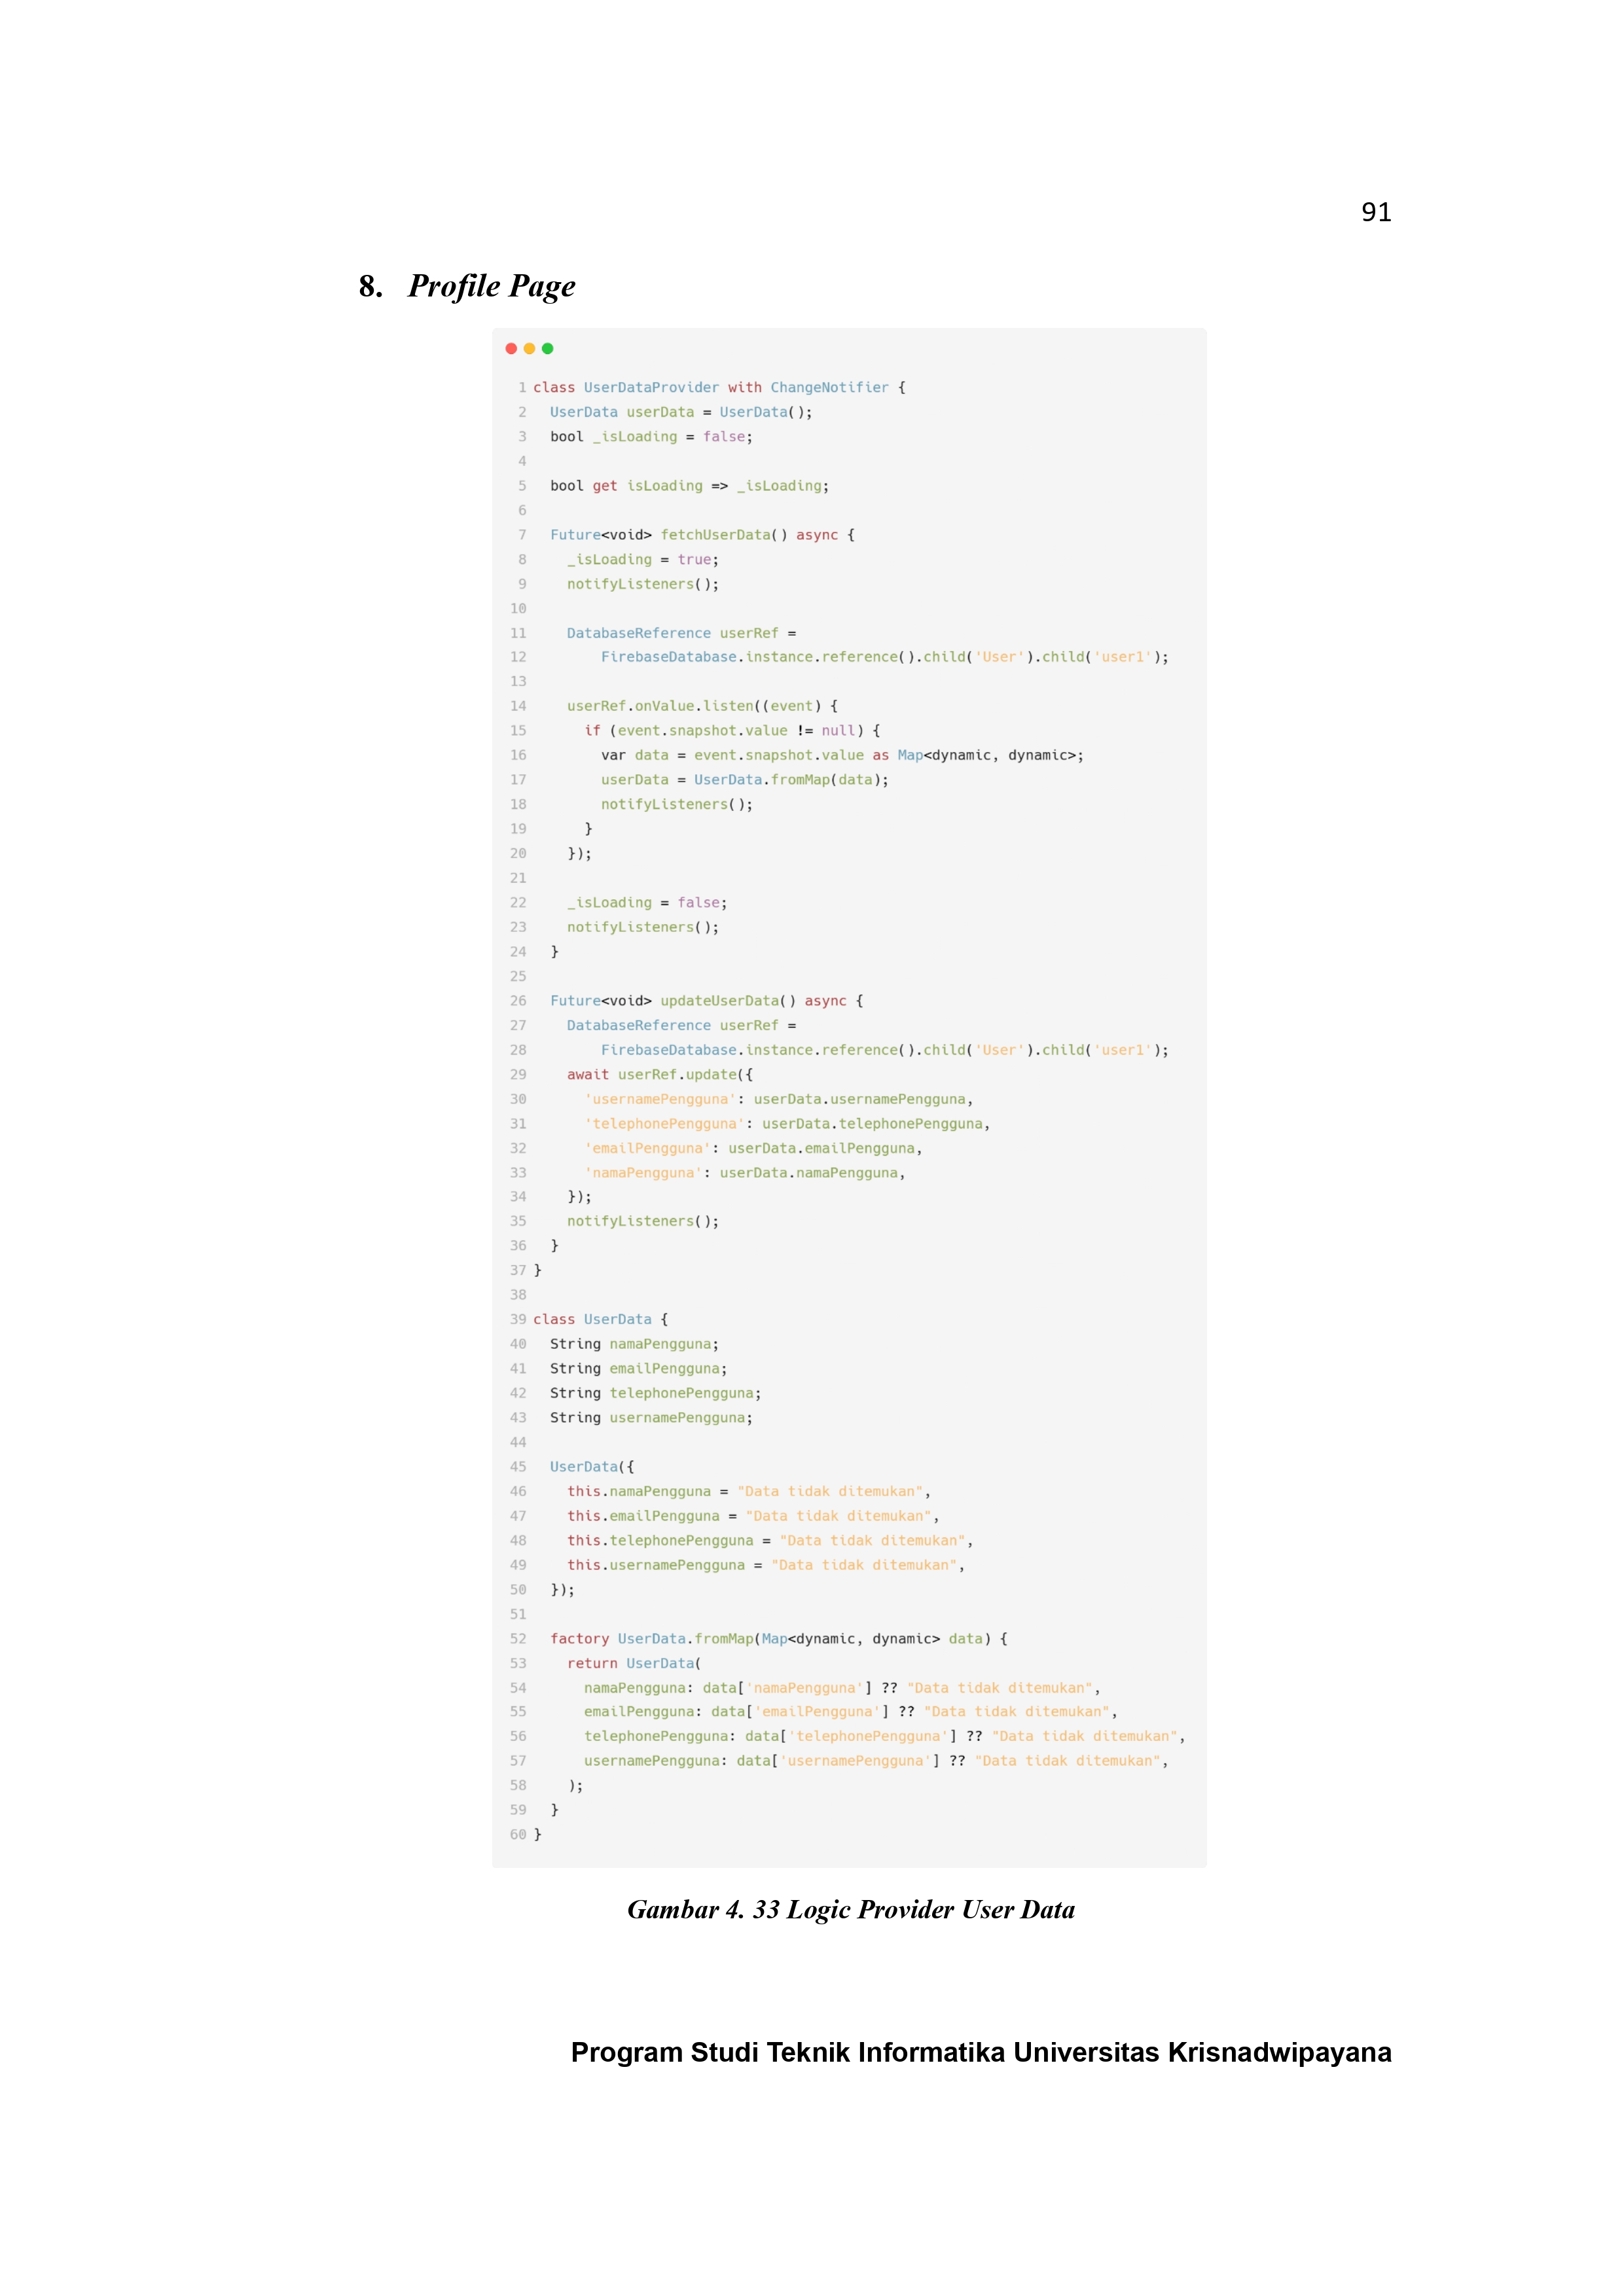 91
8. Profile Page
1 class UserDataProvider with ChangeNotifier {
2   UserData userData = UserData();
3   bool _isLoading = false;
4
5   bool get isLoading => _isLoading;
6
7   Future<void> fetchUserData() async {
8     _isLoading = true;
9     notifyListeners();
10
11     DatabaseReference userRef =
12         FirebaseDatabase.instance.reference().child('User').child('user1');
13
14     userRef.onValue.listen((event) {
15       if (event.snapshot.value != null) {
16         var data = event.snapshot.value as Map<dynamic, dynamic>;
17         userData = UserData.fromMap(data);
18         notifyListeners();
19       }
20     });
21
22     _isLoading = false;
23     notifyListeners();
24   }
25
26   Future<void> updateUserData() async {
27     DatabaseReference userRef =
28         FirebaseDatabase.instance.reference().child('User').child('user1');
29     await userRef.update({
30       'usernamePengguna': userData.usernamePengguna,
31       'telephonePengguna': userData.telephonePengguna,
32       'emailPengguna': userData.emailPengguna,
33       'namaPengguna': userData.namaPengguna,
34     });
35     notifyListeners();
36   }
37 }
38
39 class UserData {
40   String namaPengguna;
41   String emailPengguna;
42   String telephonePengguna;
43   String usernamePengguna;
44
45   UserData({
46     this.namaPengguna = "Data tidak ditemukan",
47     this.emailPengguna = "Data tidak ditemukan",
48     this.telephonePengguna = "Data tidak ditemukan",
49     this.usernamePengguna = "Data tidak ditemukan",
50   });
51
52   factory UserData.fromMap(Map<dynamic, dynamic> data) {
53     return UserData(
54       namaPengguna: data['namaPengguna'] ?? "Data tidak ditemukan",
55       emailPengguna: data['emailPengguna'] ?? "Data tidak ditemukan",
56       telephonePengguna: data['telephonePengguna'] ?? "Data tidak ditemukan",
57       usernamePengguna: data['usernamePengguna'] ?? "Data tidak ditemukan",
58     );
59   }
60 }
Gambar 4. 33 Logic Provider User Data
Program Studi Teknik Informatika Universitas Krisnadwipayana